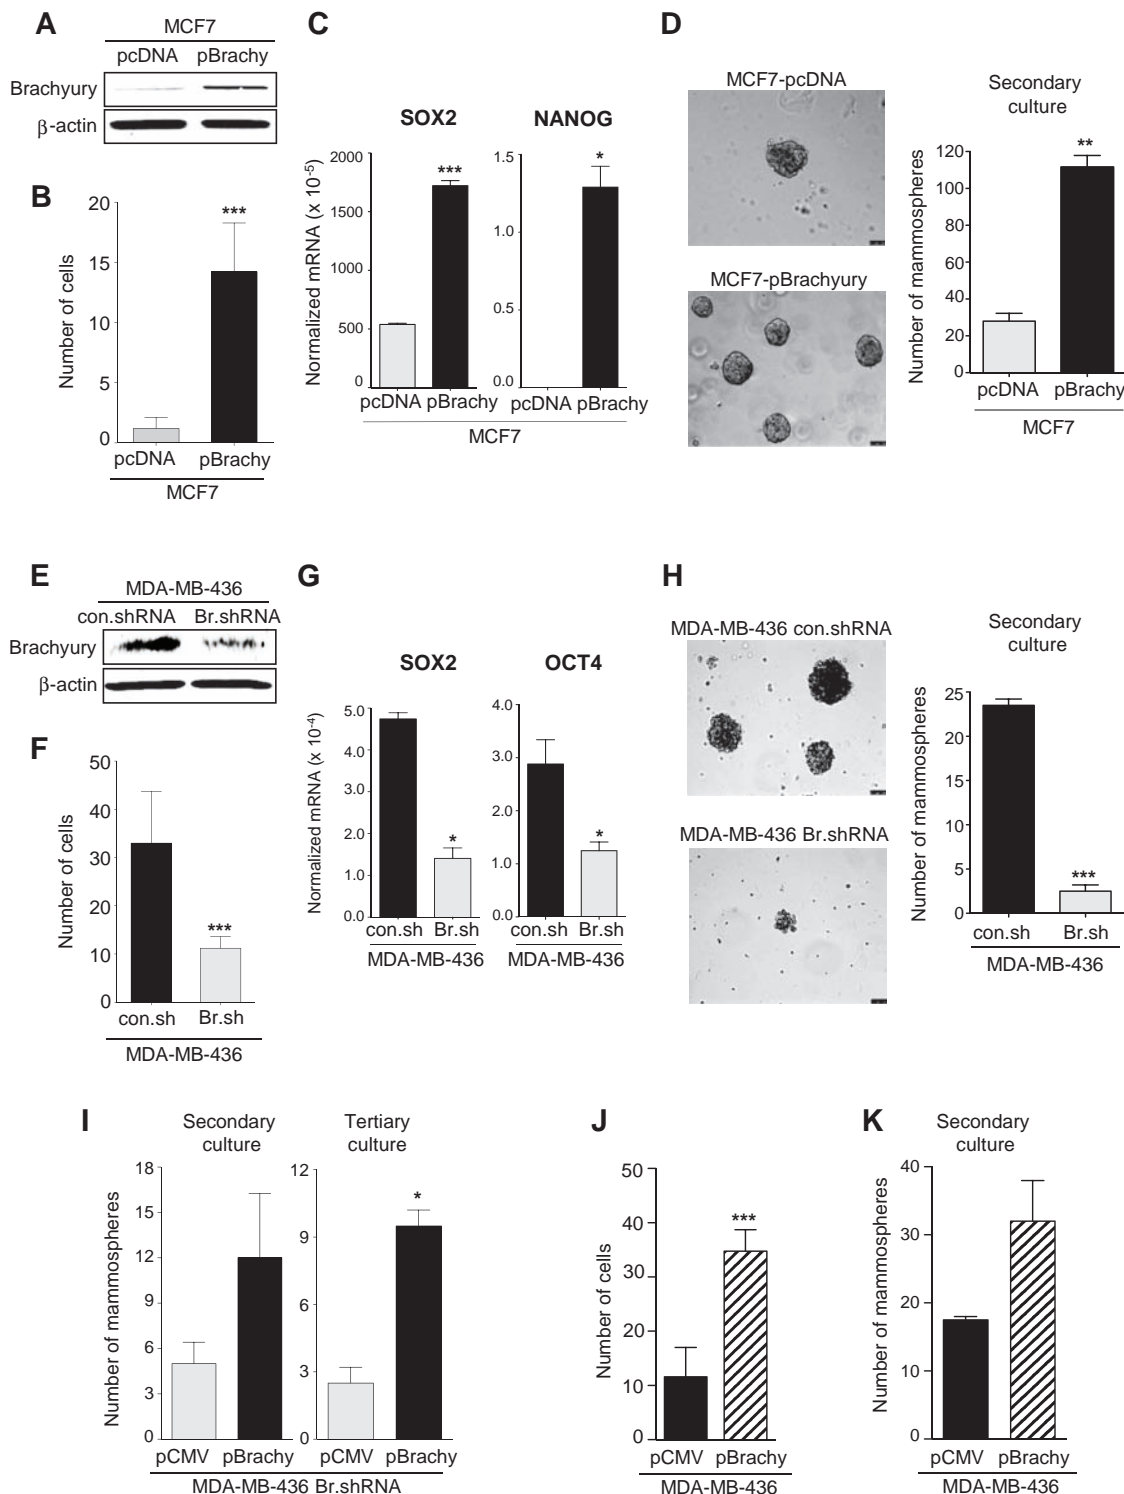 A
MCF7
pcDNA pBrachy
Brachyury
β-actin
B
Number of cells
20
15
10
5
0
***
pcDNA pBrachy
MCF7
C
SOX2 NANOG
Normalized mRNA (x 10-5)
2000
1500
1000
500
0
***
1.5
1.0
0.5
0.0
*
pcDNA pBrachy pcDNA pBrachy
MCF7
D
MCF7-pcDNA
MCF7-pBrachyury
Secondary
culture
Number of mammospheres
120
100
80
60
40
20
0
**
pcDNA pBrachy
MCF7
E
MDA-MB-436
con.shRNA Br.shRNA
Brachyury
β-actin
F
Number of cells
50
40
30
20
10
0
***
con.sh Br.sh
MDA-MB-436
G
SOX2 OCT4
Normalized mRNA (x 10-4)
5.0
4.0
3.0
2.0
1.0
0.0
*
4.0
3.0
2.0
1.0
0.0
*
con.sh Br.sh con.sh Br.sh
MDA-MB-436 MDA-MB-436
H
MDA-MB-436 con.shRNA
MDA-MB-436 Br.shRNA
Secondary
culture
Number of mammospheres
25
20
15
10
5
0
***
con.sh Br.sh
MDA-MB-436
I
Secondary
culture
Tertiary
culture
Number of mammospheres
18
15
12
9
6
3
0
12
9
6
3
0
*
pCMV pBrachy pCMV pBrachy
MDA-MB-436 Br.shRNA
J
Number of cells
50
40
30
20
10
0
***
pCMV pBrachy
MDA-MB-436
K
Secondary
culture
Number of mammospheres
40
30
20
10
0
pCMV pBrachy
MDA-MB-436